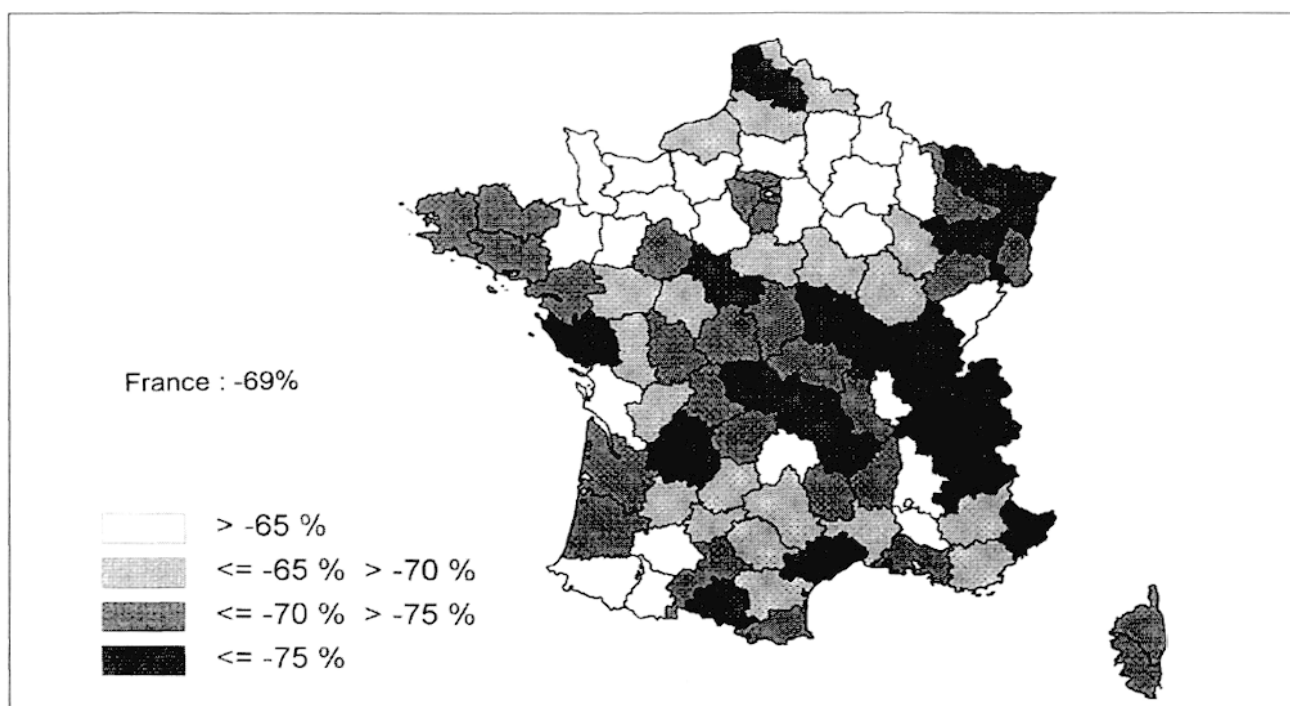 France : -69%
> -65 %
<= -65 % > -70 %
<= -70 % > -75 %
<= -75 %